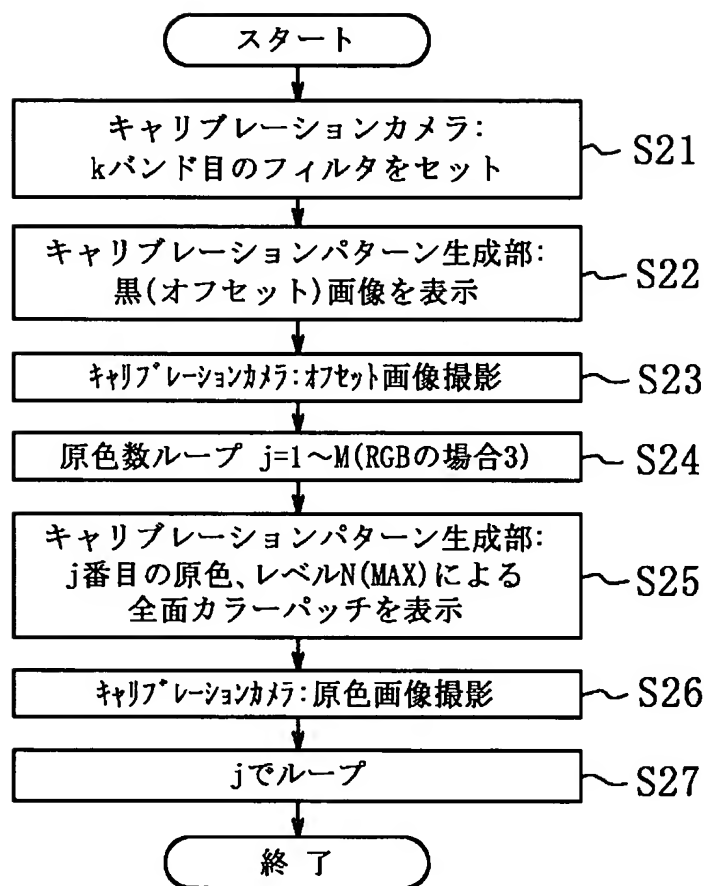 スタート
キャリブレーションカメラ:
kバンド目のフィルタをセット
S21
キャリブレーションパターン生成部:
黒(オフセット)画像を表示
S22
キャリブレーションカメラ:オフセット画像撮影
S23
原色数ループ j=1～M(RGBの場合3)
S24
キャリブレーションパターン生成部:
j番目の原色、レベルN(MAX)による
全面カラーパッチを表示
S25
キャリブレーションカメラ:原色画像撮影
S26
jでループ
S27
終 了